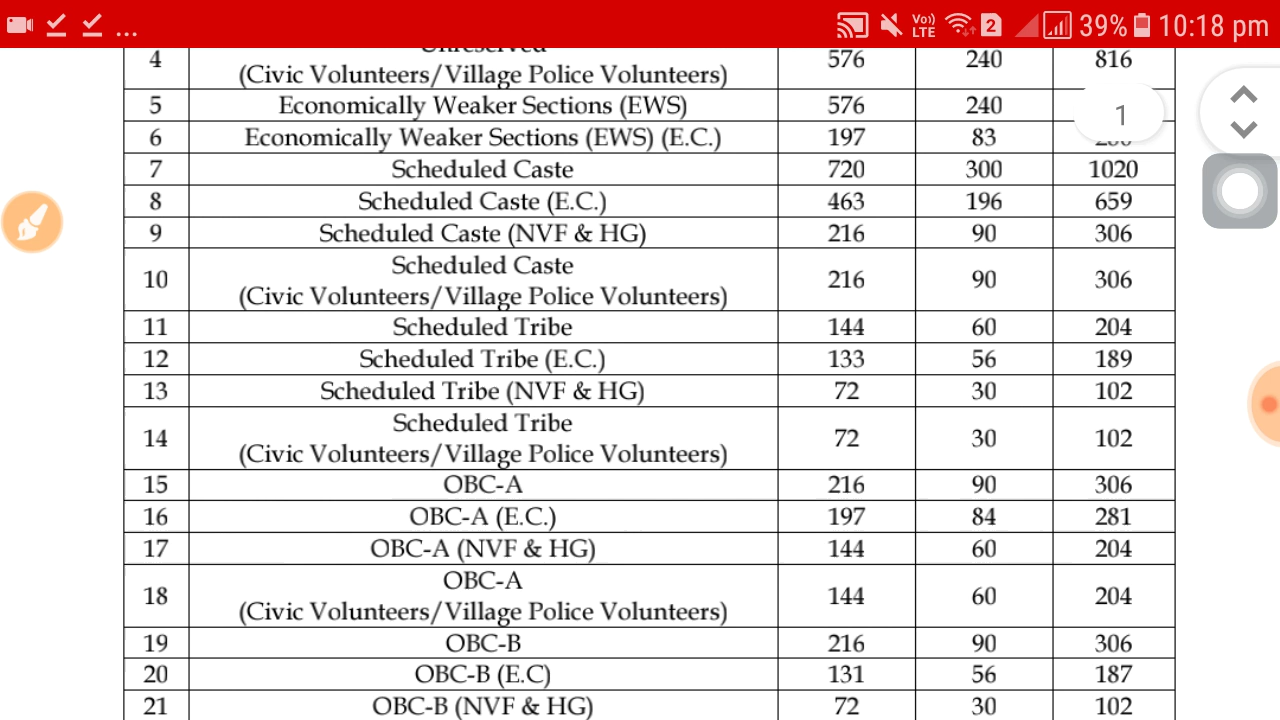 ... Vo)) LTE 2 39% 10:18 pm
Unreserved
4 (Civic Volunteers/Village Police Volunteers) 576 240 816
5 Economically Weaker Sections (EWS) 576 240
1
6 Economically Weaker Sections (EWS) (E.C.) 197 83
7 Scheduled Caste 720 300 1020
8 Scheduled Caste (E.C.) 463 196 659
9 Scheduled Caste (NVF & HG) 216 90 306
Scheduled Caste
10 216 90 306
(Civic Volunteers/Village Police Volunteers)
11 Scheduled Tribe 144 60 204
12 Scheduled Tribe (E.C.) 133 56 189
13 Scheduled Tribe (NVF & HG) 72 30 102
Scheduled Tribe
14 72 30 102
(Civic Volunteers/Village Police Volunteers)
15 OBC-A 216 90 306
16 OBC-A (E.C.) 197 84 281
17 OBC-A (NVF & HG) 144 60 204
OBC-A
18 144 60 204
(Civic Volunteers/Village Police Volunteers)
19 OBC-B 216 90 306
20 OBC-B (E.C) 131 56 187
21 OBC-B (NVF & HG) 72 30 102